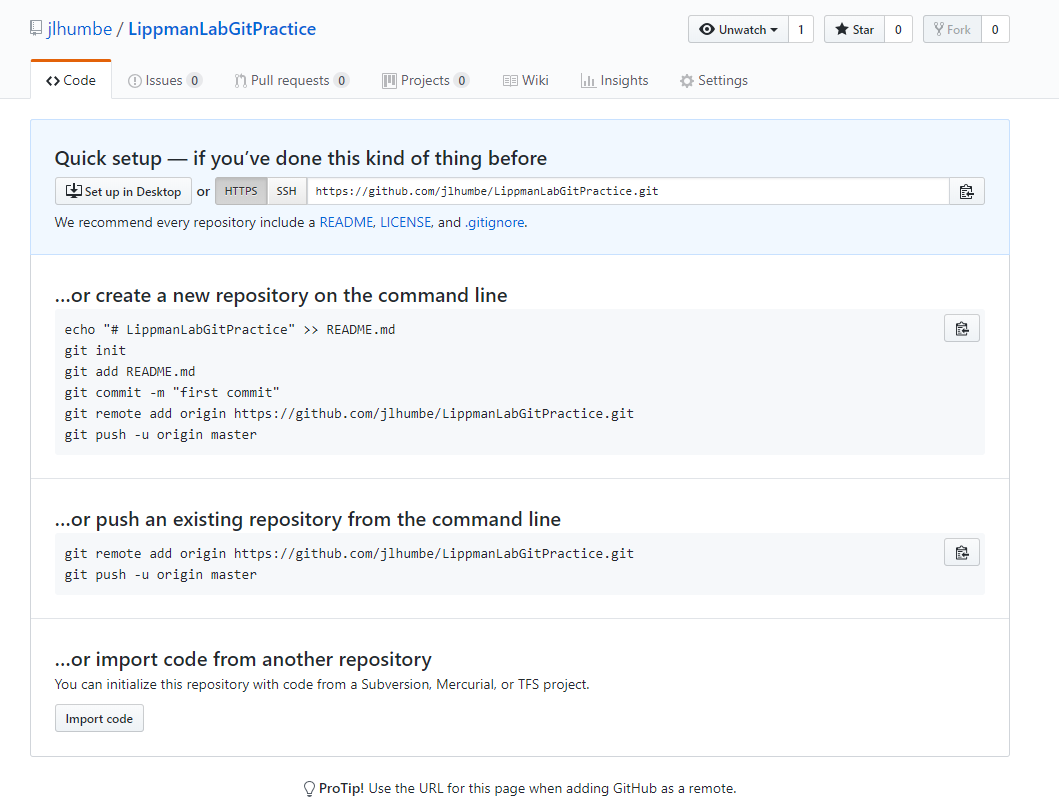 jlhumbe / LippmanLabGitPractice
Unwatch 1 Star 0 Fork 0
Code Issues 0 Pull requests 0 Projects 0 Wiki Insights Settings
Quick setup — if you’ve done this kind of thing before
Set up in Desktop or HTTPS SSH https://github.com/jlhumbe/LippmanLabGitPractice.git
We recommend every repository include a README, LICENSE, and .gitignore.
…or create a new repository on the command line
echo "# LippmanLabGitPractice" >> README.md
git init
git add README.md
git commit -m "first commit"
git remote add origin https://github.com/jlhumbe/LippmanLabGitPractice.git
git push -u origin master
…or push an existing repository from the command line
git remote add origin https://github.com/jlhumbe/LippmanLabGitPractice.git
git push -u origin master
…or import code from another repository
You can initialize this repository with code from a Subversion, Mercurial, or TFS project.
Import code
ProTip! Use the URL for this page when adding GitHub as a remote.